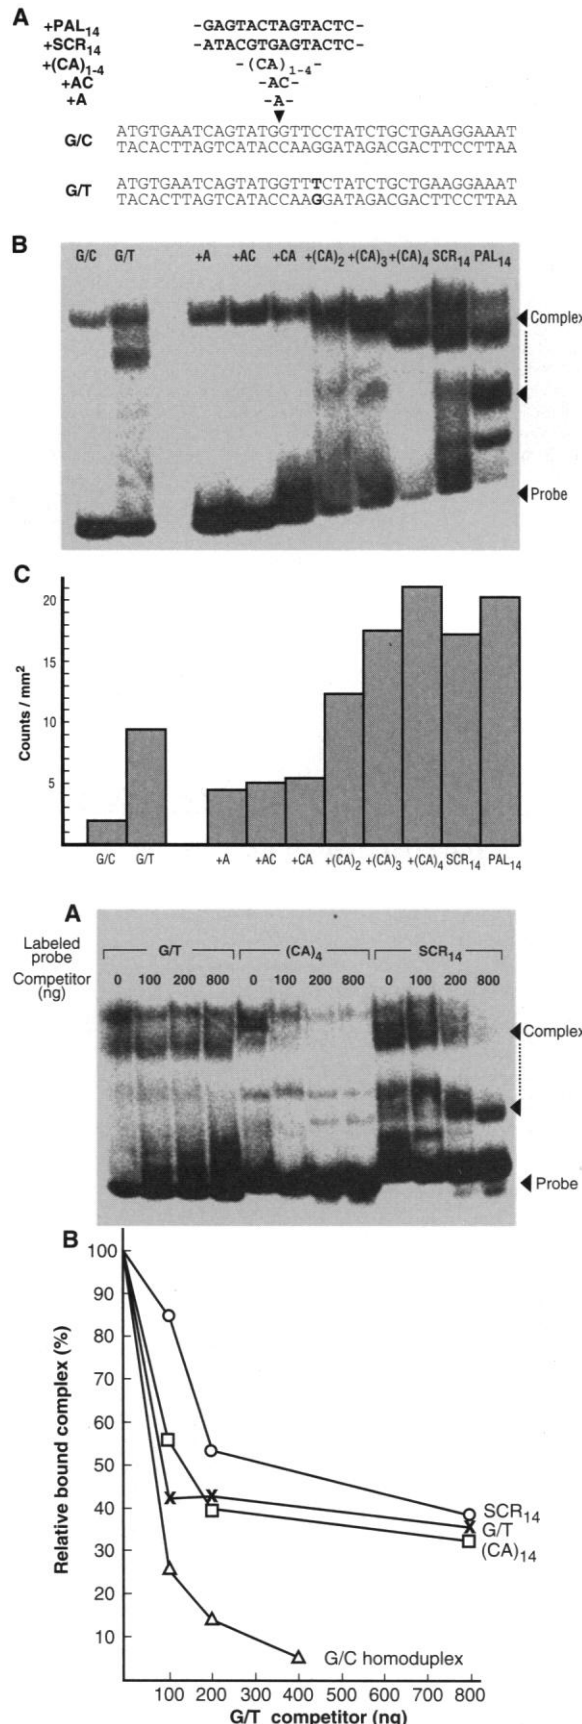 A
+PAL14 -GAGTACTAGTACTC-
+SCR14 -ATACGTGAGTACTC-
+(CA)1-4 -(CA)1-4-
+AC -AC-
+A -A-
G/C ATGTGAATCAGTATGGTTCCTATCTGCTGAAGGAAAT
TACACTTAGTCATACCAAGGATAGACGACTTCCTTAA
G/T ATGTGAATCAGTATGGTTTCTATCTGCTGAAGGAAAT
TACACTTAGTCATACCAAGGATAGACGACTTCCTTAA
B
G/C G/T +A +AC +CA +(CA)2 +(CA)3 +(CA)4 SCR14 PAL14
Complex
Probe
C
Counts / mm2
20
15
10
5
G/C G/T +A +AC +CA +(CA)2 +(CA)3 +(CA)4 SCR14 PAL14
A
Labeled probe G/T (CA)4 SCR14
Competitor (ng) 0 100 200 800 0 100 200 800 0 100 200 800
Complex
Probe
B
Relative bound complex (%)
100
90
80
70
60
50
40
30
20
10
SCR14
G/T
(CA)14
G/C homoduplex
100 200 300 400 500 600 700 800
G/T competitor (ng)